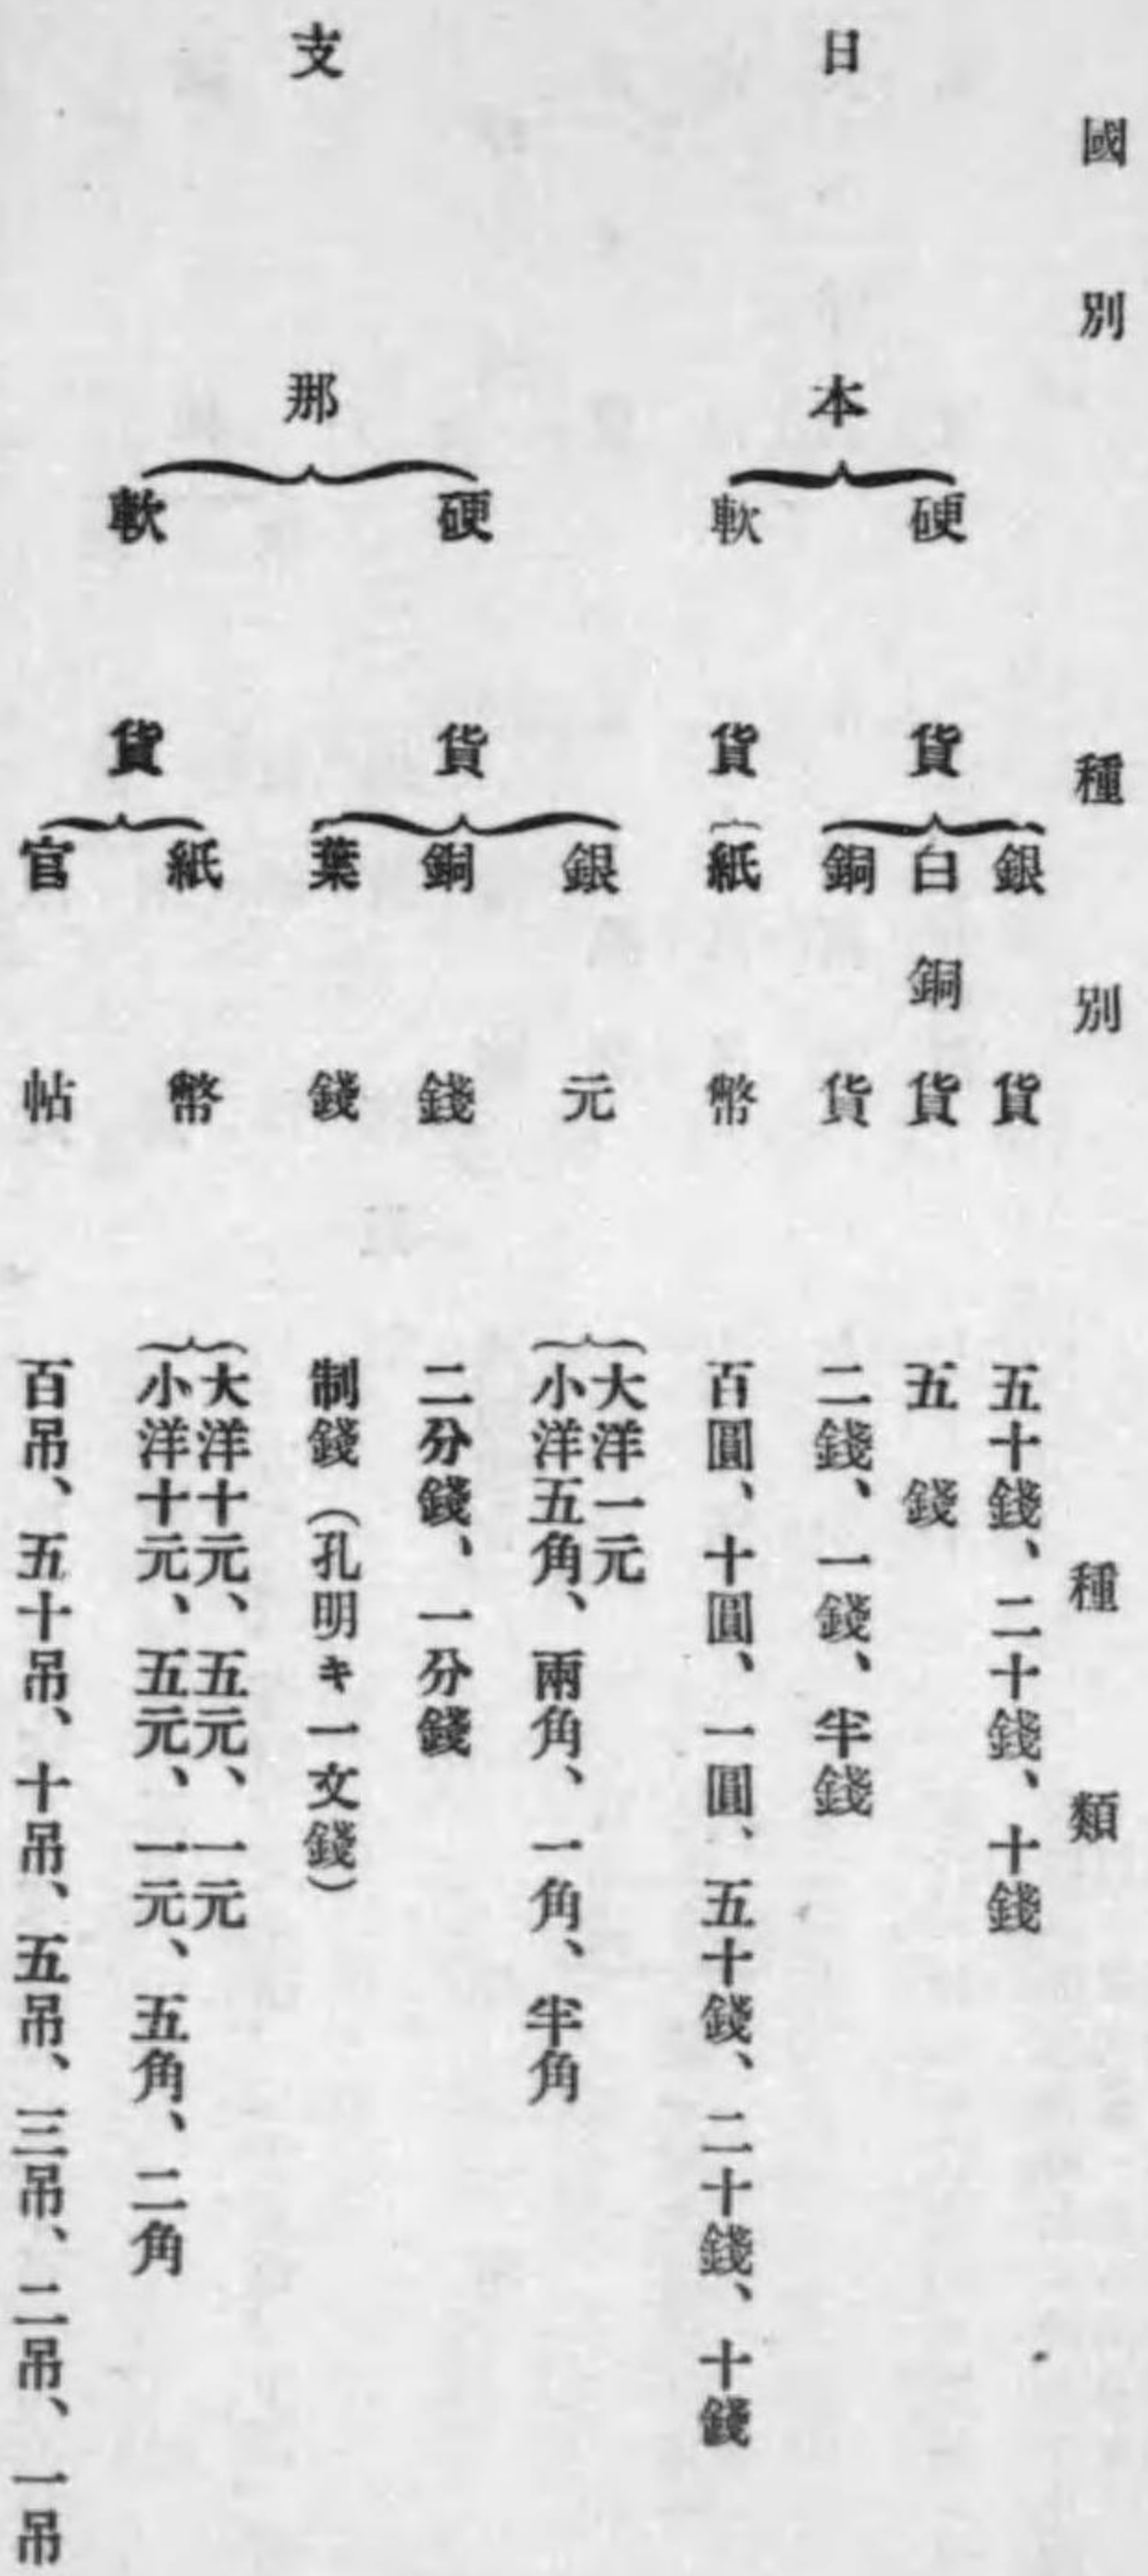 國別 種別 種類
日本
硬貨
銀貨 五十錢、二十錢、十錢
白銅貨 五錢
銅貨 二錢、一錢、半錢
軟貨
紙幣 百圓、十圓、一圓、五十錢、二十錢、十錢
支那
硬貨
銀元
大洋一元
小洋五角、兩角、一角、半角
銅錢 二分錢、一分錢
葉錢 制錢(孔明キ一文錢)
軟貨
紙幣
大洋十元、五元、一元
小洋十元、五元、一元、五角、二角
官帖 百吊、五十吊、十吊、五吊、三吊、二吊、一吊